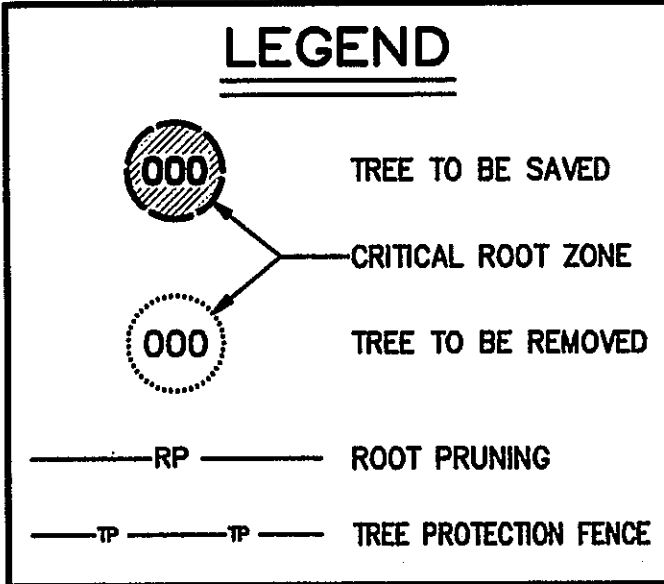 LEGEND
000 TREE TO BE SAVED
CRITICAL ROOT ZONE
000 TREE TO BE REMOVED
RP ROOT PRUNING
TP TP TREE PROTECTION FENCE